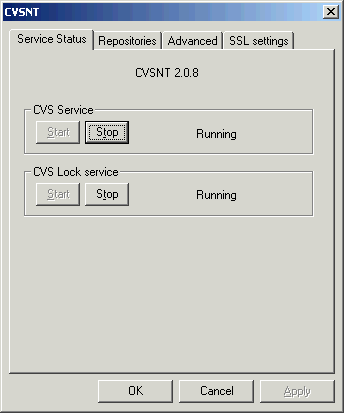 CVSNT
Service Status Repositories Advanced SSL settings
CVSNT 2.0.8
CVS Service
Start Stop Running
CVS Lock service
Start Stop Running
OK Cancel Apply